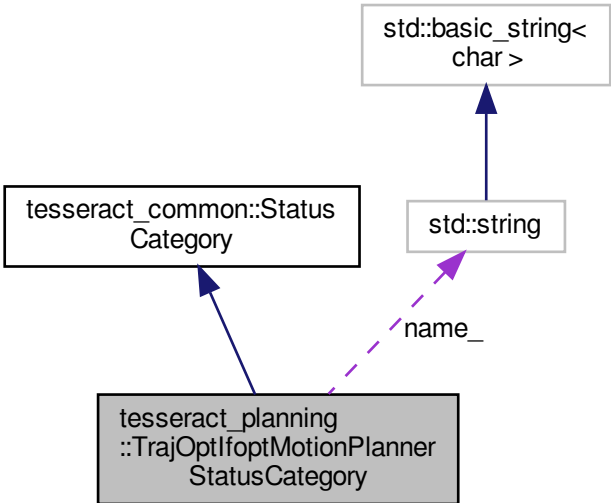 std::basic_string<
char >
tesseract_common::Status
Category
std::string
name_
tesseract_planning
::TrajOptIfoptMotionPlanner
StatusCategory